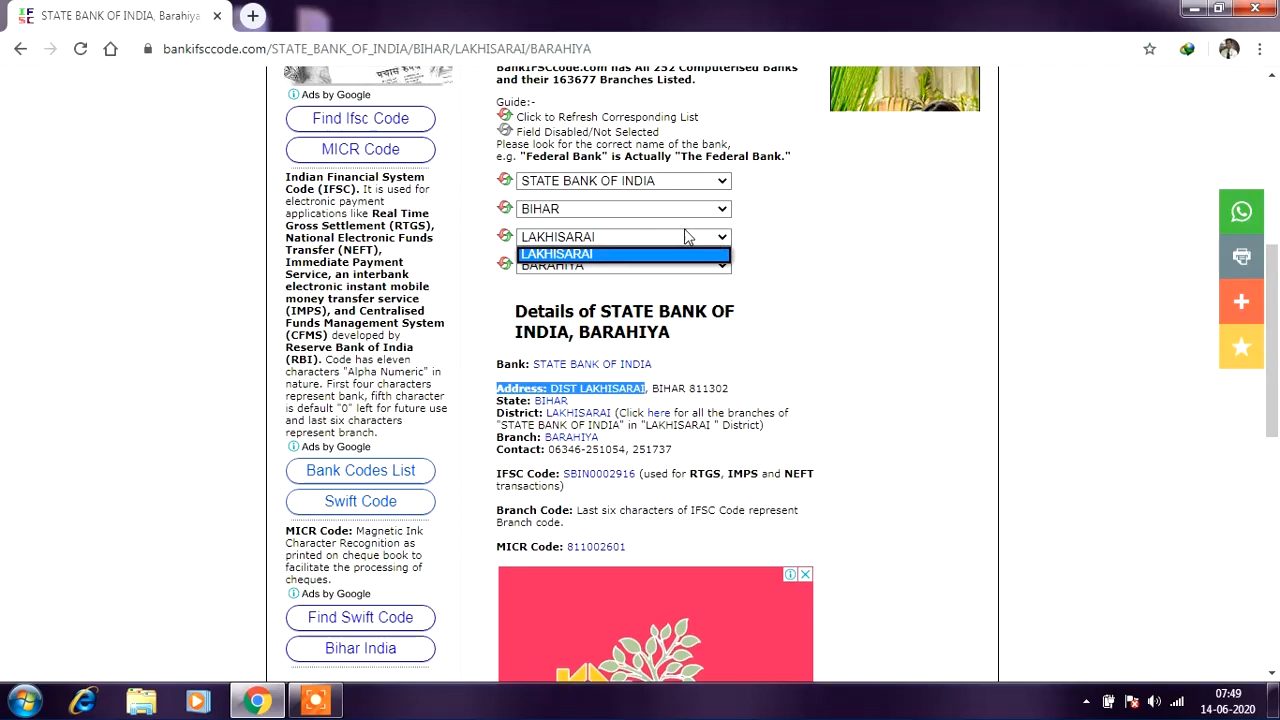 STATE BANK OF INDIA, Barahiya
bankifsccode.com/STATE_BANK_OF_INDIA/BIHAR/LAKHISARAI/BARAHIYA
Ads by Google
Find Ifsc Code
MICR Code
Indian Financial System
Code (IFSC). It is used for
electronic payment
applications like Real Time
Gross Settlement (RTGS),
National Electronic Funds
Transfer (NEFT),
Immediate Payment
Service, an interbank
electronic instant mobile
money transfer service
(IMPS), and Centralised
Funds Management System
(CFMS) developed by
Reserve Bank of India
(RBI). Code has eleven
characters "Alpha Numeric" in
nature. First four characters
represent bank, fifth character
is default "0" left for future use
and last six characters
represent branch.
Ads by Google
Bank Codes List
Swift Code
MICR Code: Magnetic Ink
Character Recognition as
printed on cheque book to
facilitate the processing of
cheques.
Ads by Google
Find Swift Code
Bihar India
BankIFSCcode.com has All 252 Computerised Banks
and their 163677 Branches Listed.
Guide:-
Click to Refresh Corresponding List
Field Disabled/Not Selected
Please look for the correct name of the bank,
e.g. "Federal Bank" is Actually "The Federal Bank."
STATE BANK OF INDIA
BIHAR
LAKHISARAI
LAKHISARAI
BARAHIYA
Details of STATE BANK OF
INDIA, BARAHIYA
Bank: STATE BANK OF INDIA
Address: DIST LAKHISARAI, BIHAR 811302
State: BIHAR
District: LAKHISARAI (Click here for all the branches of
"STATE BANK OF INDIA" in "LAKHISARAI " District)
Branch: BARAHIYA
Contact: 06346-251054, 251737
IFSC Code: SBIN0002916 (used for RTGS, IMPS and NEFT
transactions)
Branch Code: Last six characters of IFSC Code represent
Branch code.
MICR Code: 811002601
07:49
14-06-2020